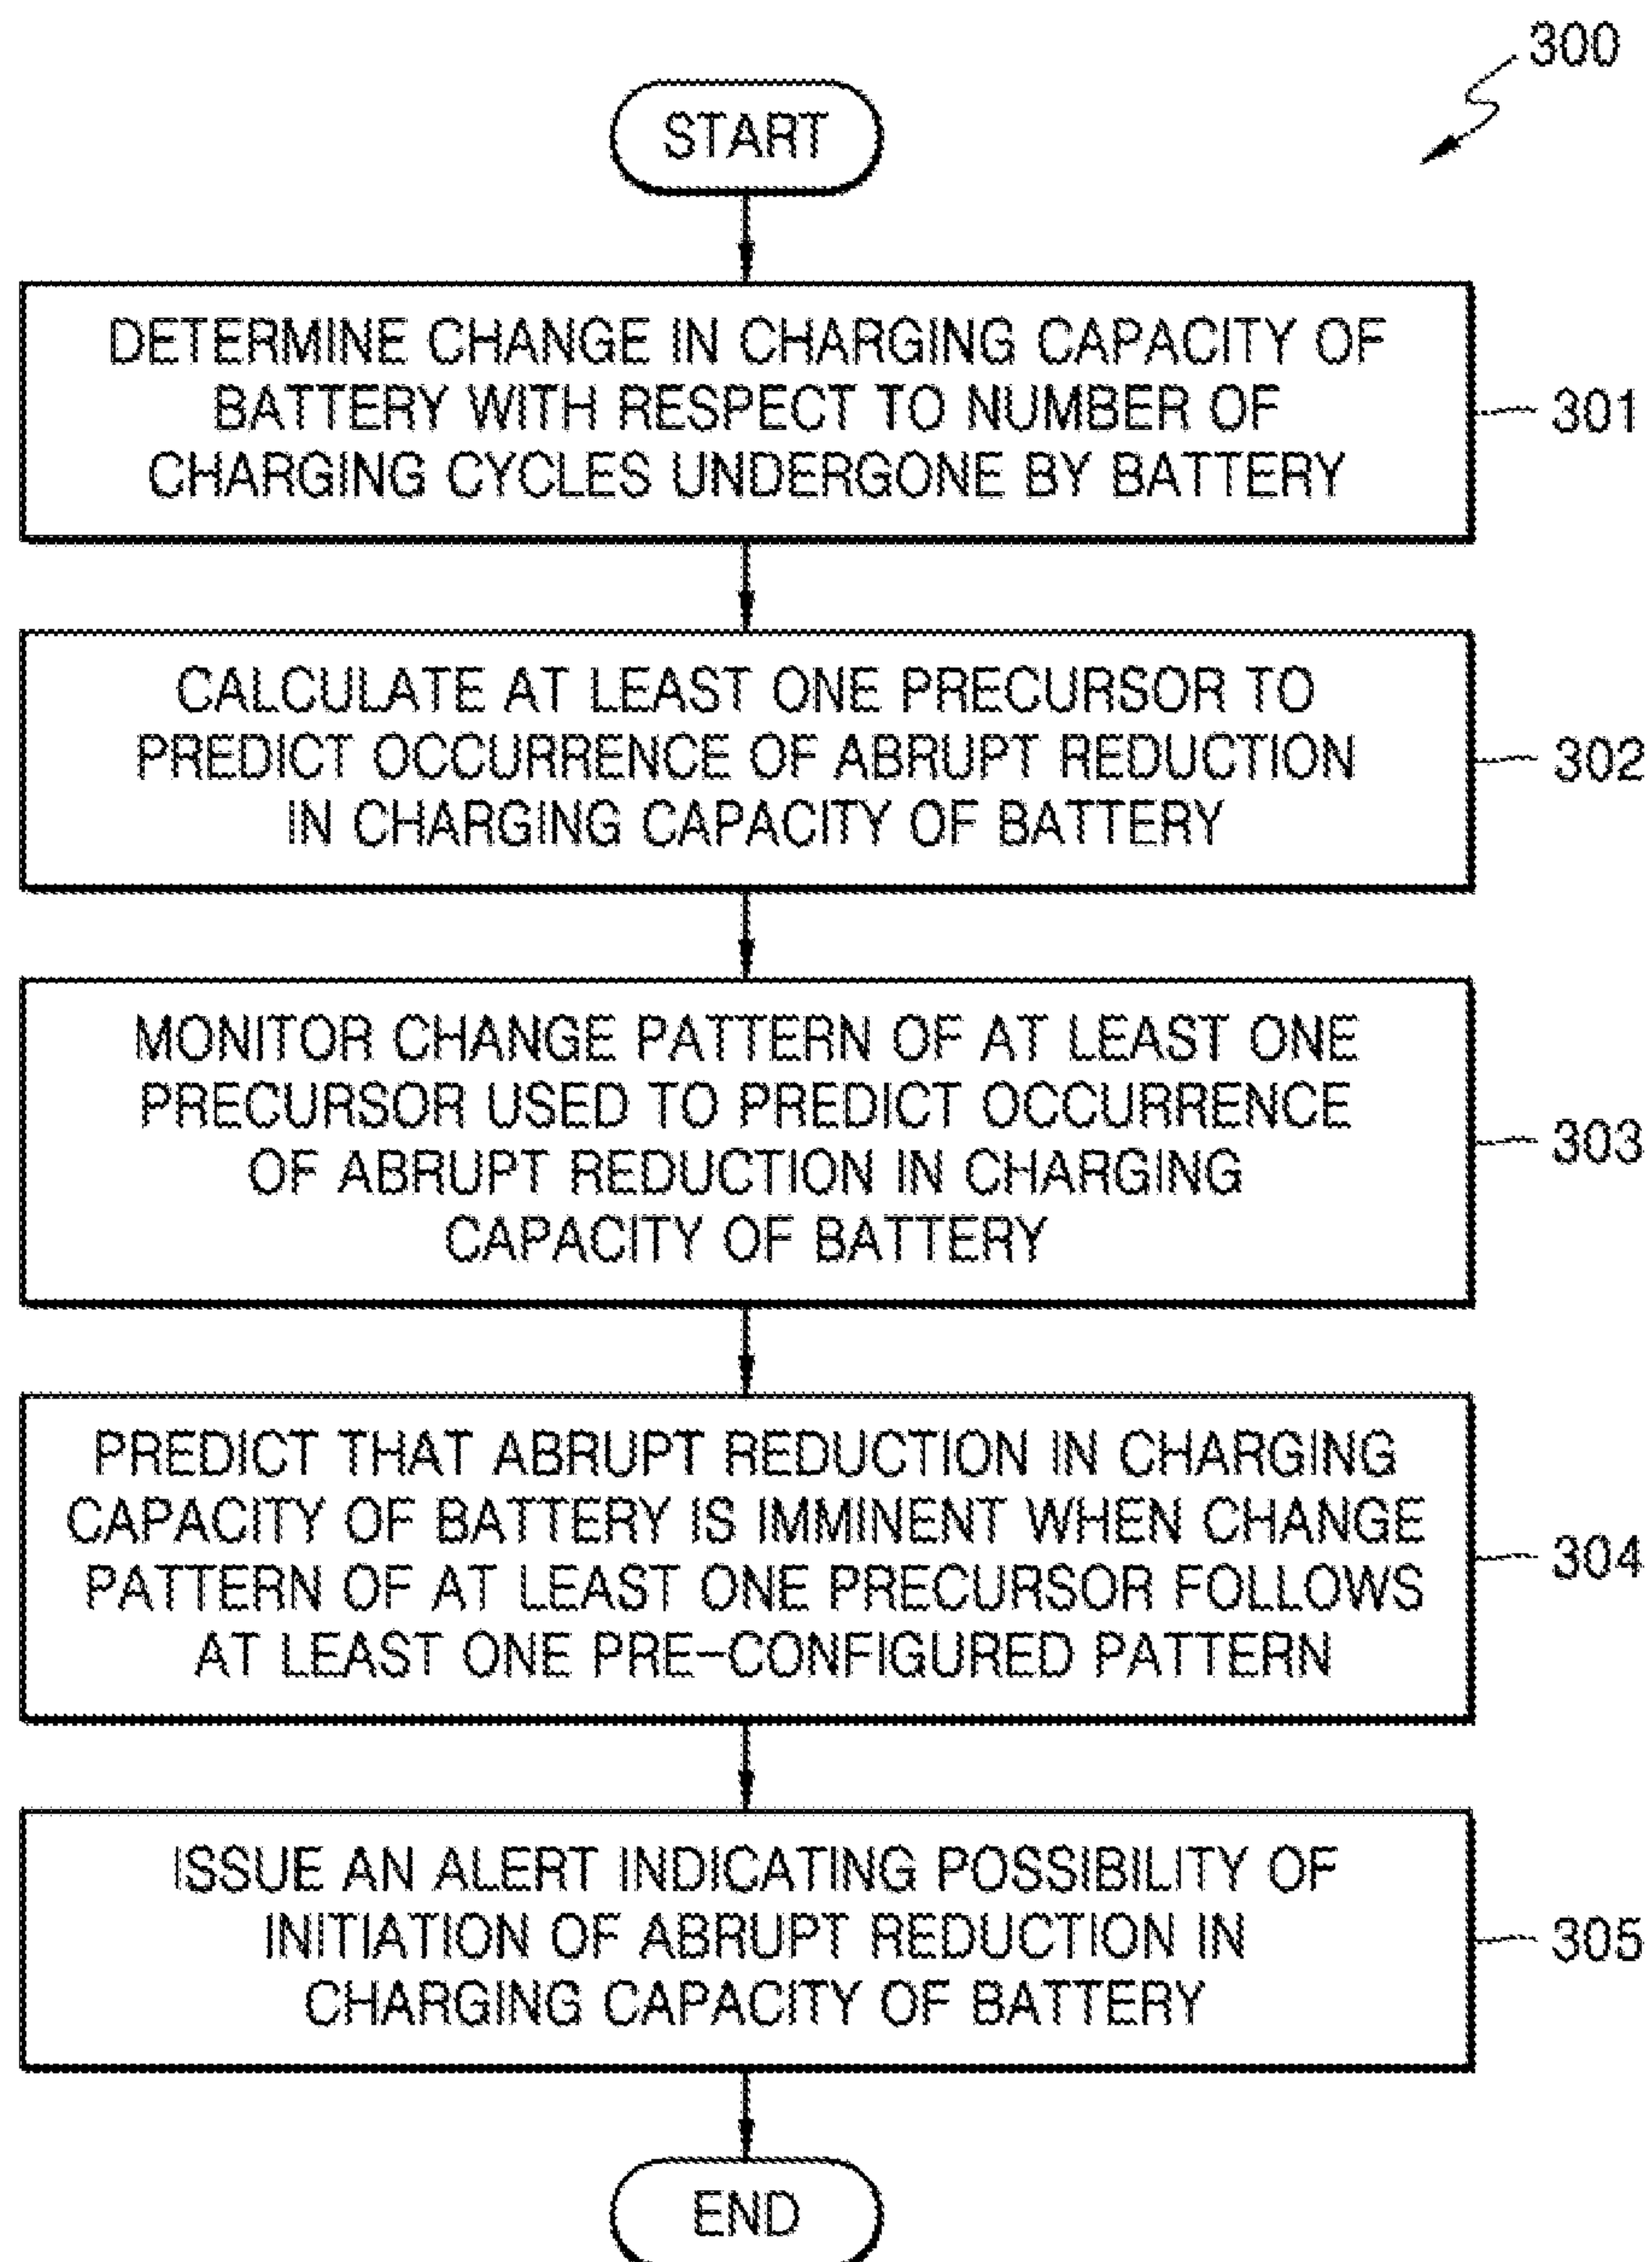 300
START
DETERMINE CHANGE IN CHARGING CAPACITY OF
BATTERY WITH RESPECT TO NUMBER OF
CHARGING CYCLES UNDERGONE BY BATTERY
301
CALCULATE AT LEAST ONE PRECURSOR TO
PREDICT OCCURRENCE OF ABRUPT REDUCTION
IN CHARGING CAPACITY OF BATTERY
302
MONITOR CHANGE PATTERN OF AT LEAST ONE
PRECURSOR USED TO PREDICT OCCURRENCE
OF ABRUPT REDUCTION IN CHARGING
CAPACITY OF BATTERY
303
PREDICT THAT ABRUPT REDUCTION IN CHARGING
CAPACITY OF BATTERY IS IMMINENT WHEN CHANGE
PATTERN OF AT LEAST ONE PRECURSOR FOLLOWS
AT LEAST ONE PRE-CONFIGURED PATTERN
304
ISSUE AN ALERT INDICATING POSSIBILITY OF
INITIATION OF ABRUPT REDUCTION IN
CHARGING CAPACITY OF BATTERY
305
END